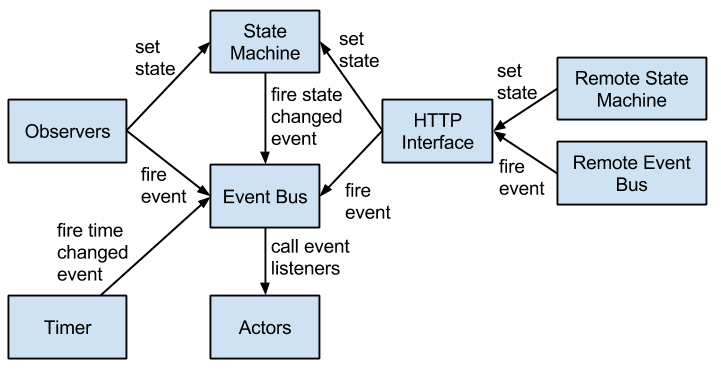 State
Machine
set
state
set
state
fire state
changed
event
Observers
HTTP
Interface
set
state
Remote State
Machine
fire
event
Event Bus
fire
event
fire
event
Remote Event
Bus
fire time
changed
event
call event
listeners
Timer
Actors